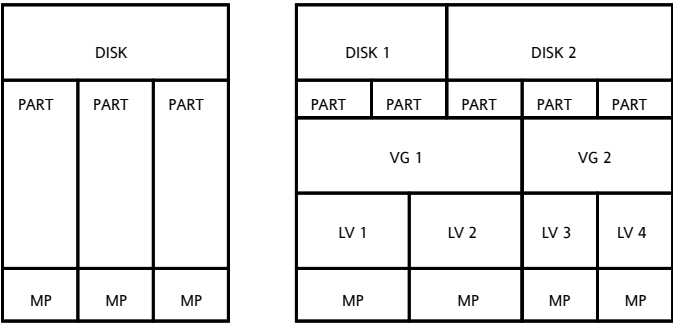 DISK
PART PART PART
MP MP MP
DISK 1 DISK 2
PART PART PART PART PART
VG 1 VG 2
LV 1 LV 2 LV 3 LV 4
MP MP MP MP